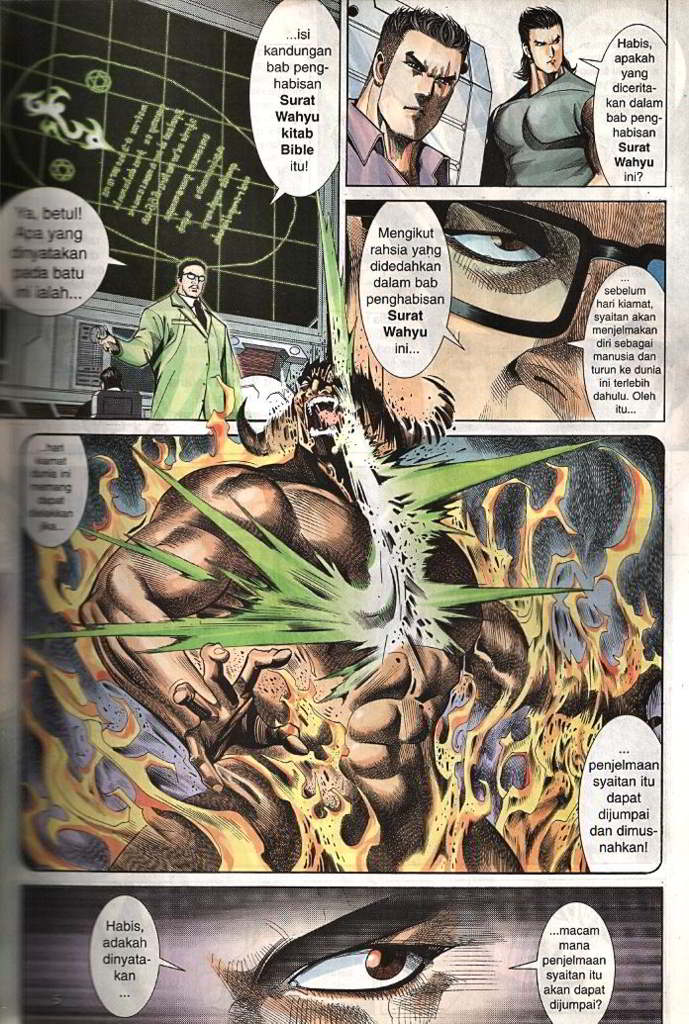 Ya, betul!
Apa yang
dinyatakan
pada batu
ini ialah...
...isi
kandungan
bab peng-
habisan
Surat
Wahyu
kitab
Bible
itu!
Habis,
apakah
yang
dicerita-
kan dalam
bab peng-
habisan
Surat
Wahyu
ini?
Mengikut
rahsia yang
didedahkan
dalam bab
penghabisan
Surat
Wahyu
ini...
...
sebelum
hari kiamat,
syaitan akan
menjelmakan
diri sebagai
manusia dan
turun ke dunia
ini terlebih
dahulu. Oleh
itu...
...hari
kiamat
dunia ini
memang
dapat
dielakkan
jika...
...
penjelmaan
syaitan itu
dapat
dijumpai
dan dimus-
nahkan!
Habis,
adakah
dinyata-
kan
...
...macam
mana
penjelmaan
syaitan itu
akan dapat
dijumpai?
5